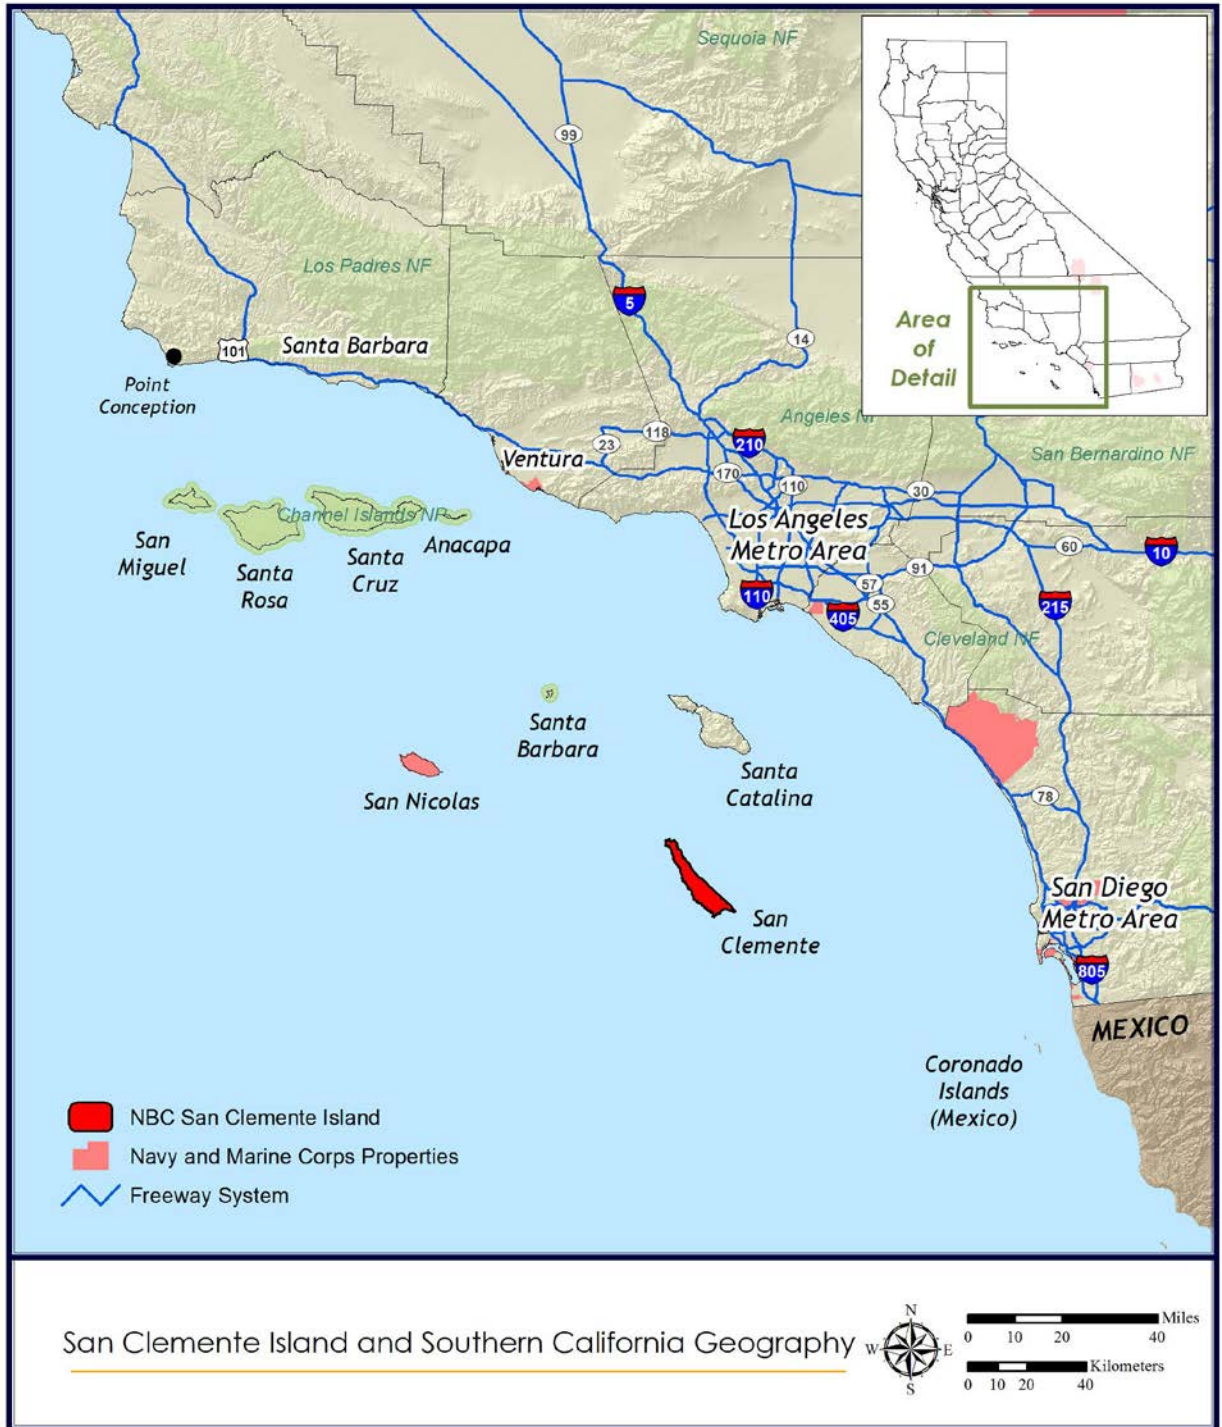 Sequoia NF
99
Los Padres NF
5
14
Area
of
Detail
101
Santa Barbara
Point
Conception
Angeles NF
118
23
210
San Bernardino NF
Ventura
170
110
30
Los Angeles
Metro Area
60
10
Channel Islands NP
San
Miguel
Santa
Rosa
Santa
Cruz
Anacapa
91
57
55
110
405
215
Cleveland NF
Santa
Barbara
San Nicolas
Santa
Catalina
78
San
Clemente
San Diego
Metro Area
805
MEXICO
Coronado
Islands
(Mexico)
NBC San Clemente Island
Navy and Marine Corps Properties
Freeway System
San Clemente Island and Southern California Geography
N
W E
S
Miles
0 10 20 40
Kilometers
0 10 20 40